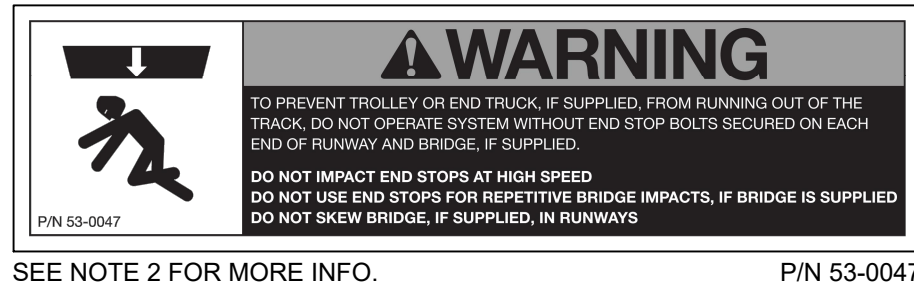 WARNING
TO PREVENT TROLLEY OR END TRUCK, IF SUPPLIED, FROM RUNNING OUT OF THE
TRACK, DO NOT OPERATE SYSTEM WITHOUT END STOP BOLTS SECURED ON EACH
END OF RUNWAY AND BRIDGE, IF SUPPLIED.
DO NOT IMPACT END STOPS AT HIGH SPEED
DO NOT USE END STOPS FOR REPETITIVE BRIDGE IMPACTS, IF BRIDGE IS SUPPLIED
DO NOT SKEW BRIDGE, IF SUPPLIED, IN RUNWAYS
P/N 53-0047
SEE NOTE 2 FOR MORE INFO.
P/N 53-0047